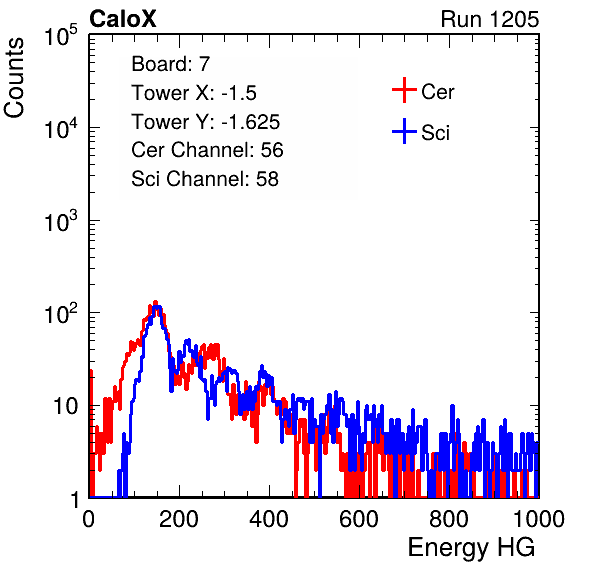 CaloX Run 1205
Counts
Board: 7
Tower X: -1.5
Tower Y: -1.625
Cer Channel: 56
Sci Channel: 58
Cer
Sci
10^5
10^4
10^3
10^2
10
1
0 200 400 600 800 1000
Energy HG